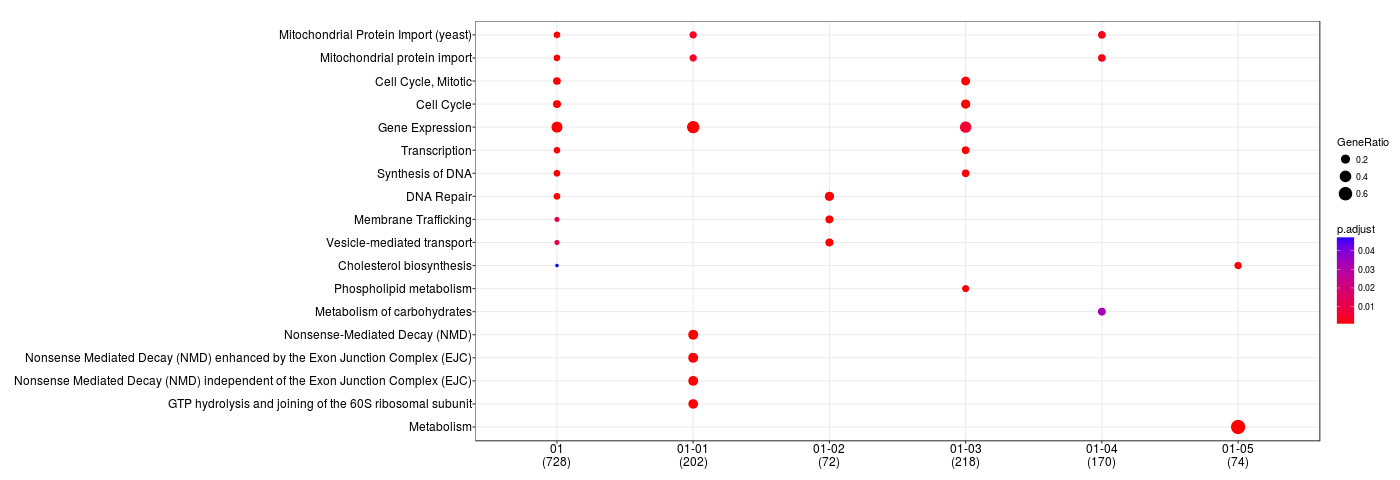 Mitochondrial Protein Import (yeast)
Mitochondrial protein import
Cell Cycle, Mitotic
Cell Cycle
Gene Expression
Transcription
Synthesis of DNA
DNA Repair
Membrane Trafficking
Vesicle-mediated transport
Cholesterol biosynthesis
Phospholipid metabolism
Metabolism of carbohydrates
Nonsense-Mediated Decay (NMD)
Nonsense Mediated Decay (NMD) enhanced by the Exon Junction Complex (EJC)
Nonsense Mediated Decay (NMD) independent of the Exon Junction Complex (EJC)
GTP hydrolysis and joining of the 60S ribosomal subunit
Metabolism
01 01-01 01-02 01-03 01-04 01-05
(728) (202) (72) (218) (170) (74)
GeneRatio
0.2
0.4
0.6
p.adjust
0.04
0.03
0.02
0.01